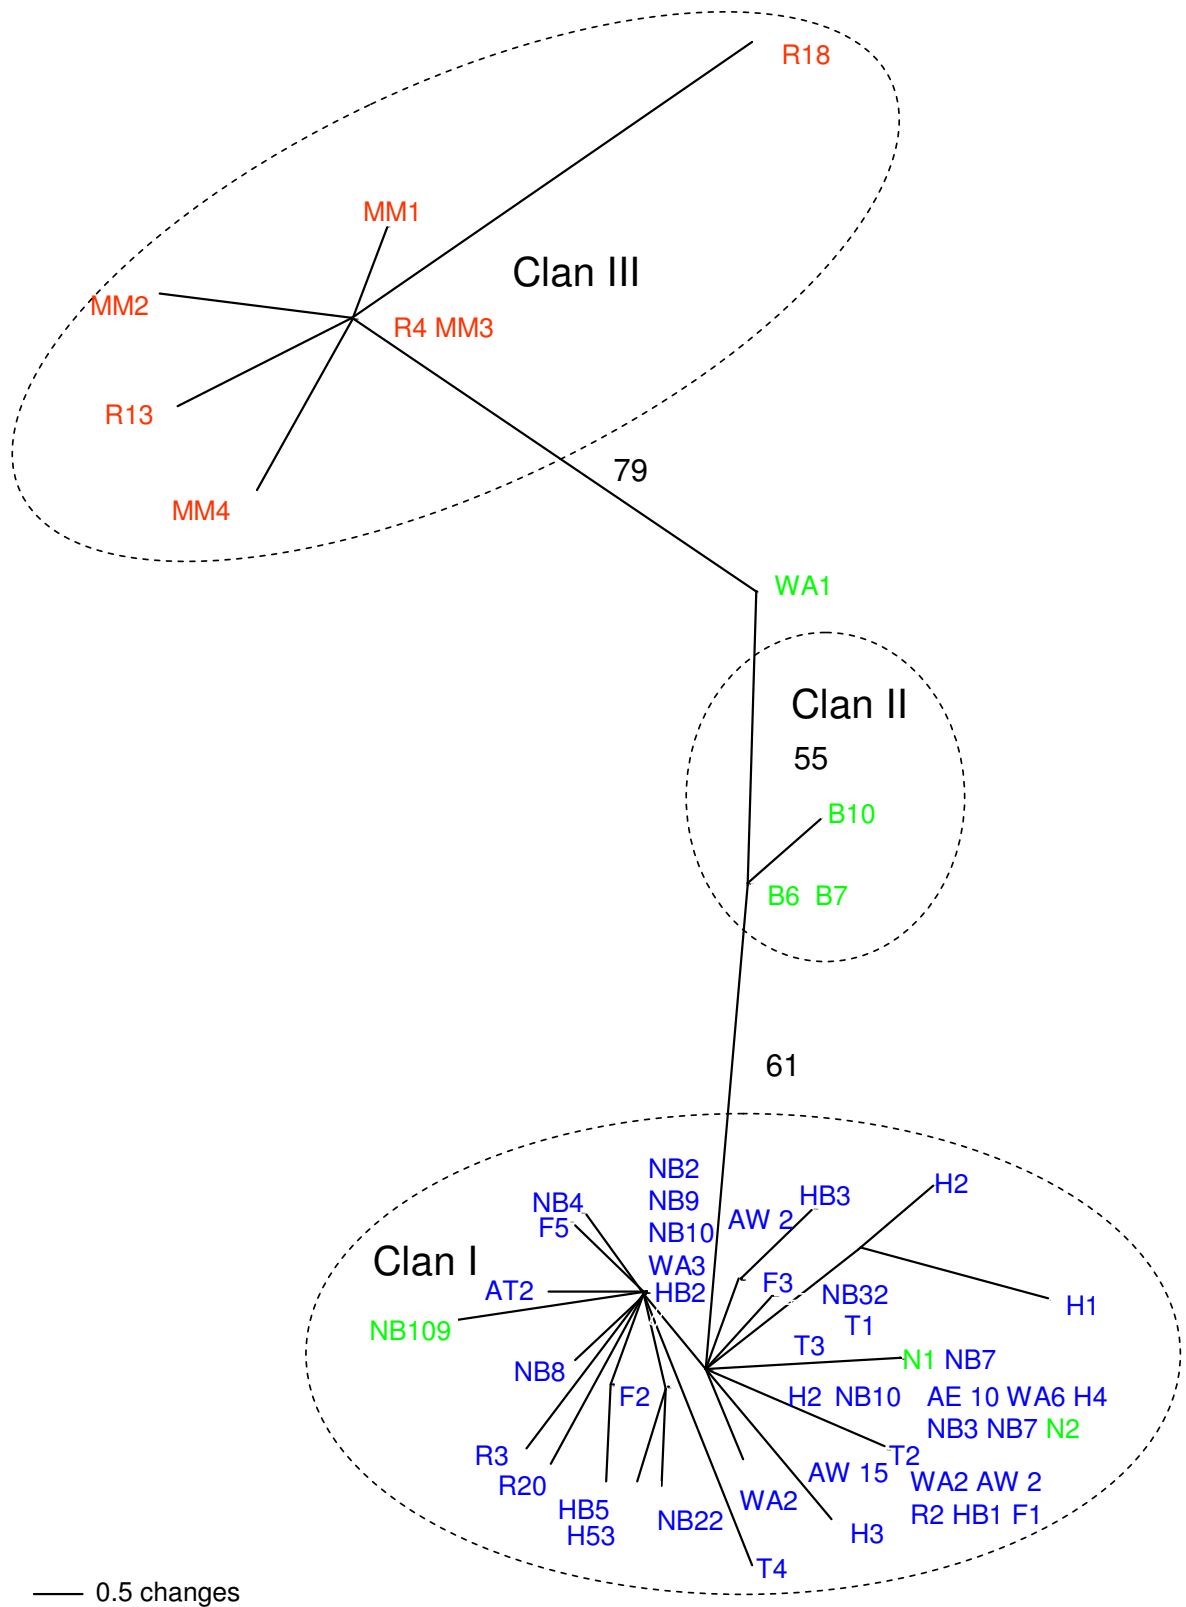 R18
MM1
Clan III
MM2
R4 MM3
R13
79
MM4
WA1
Clan II
55
B10
B6 B7
61
NB2
NB4
NB9
HB3
H2
F5
NB10
AW 2
Clan I
WA3
AT2
HB2
F3
NB32
H1
NB109
T1
T3
N1 NB7
NB8
F2
H2 NB10
AE 10 WA6 H4
NB3 NB7 N2
R3
T2
AW 15
R20
WA2 AW 2
WA2
HB5
R2 HB1 F1
NB22
H53
H3
T4
0.5 changes